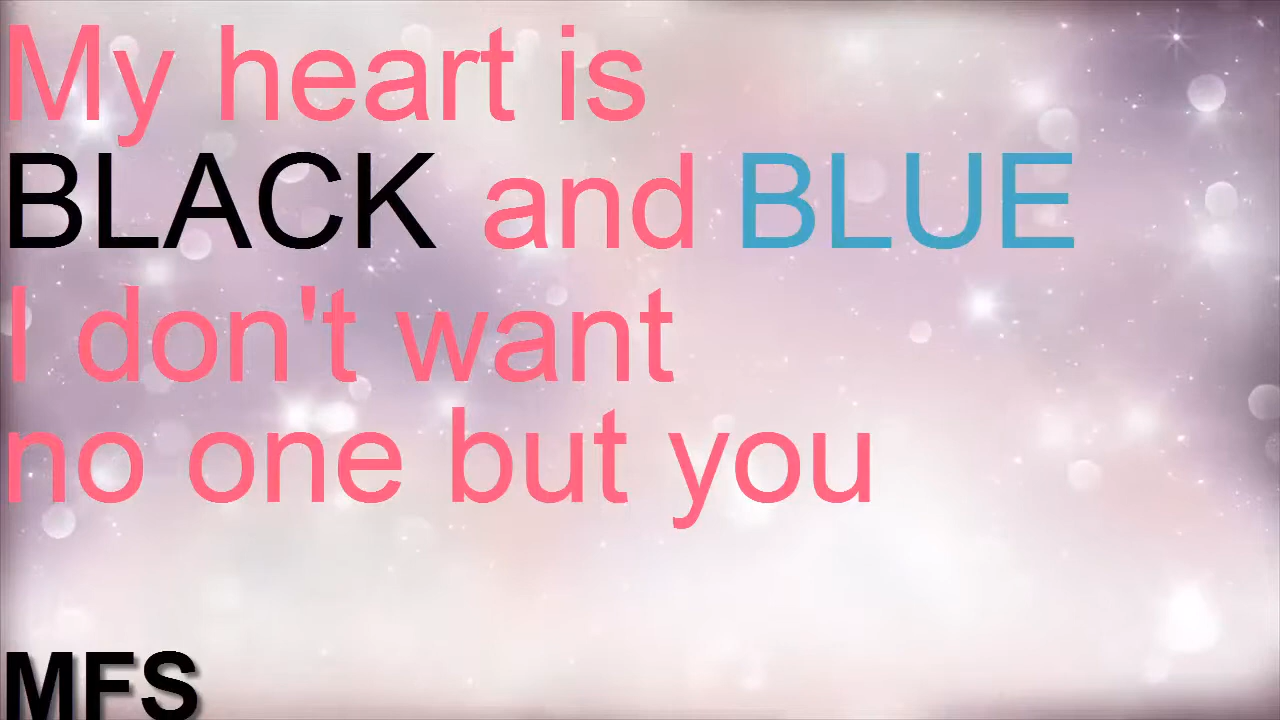 My heart is
BLACK and BLUE
I don't want
no one but you
MFS